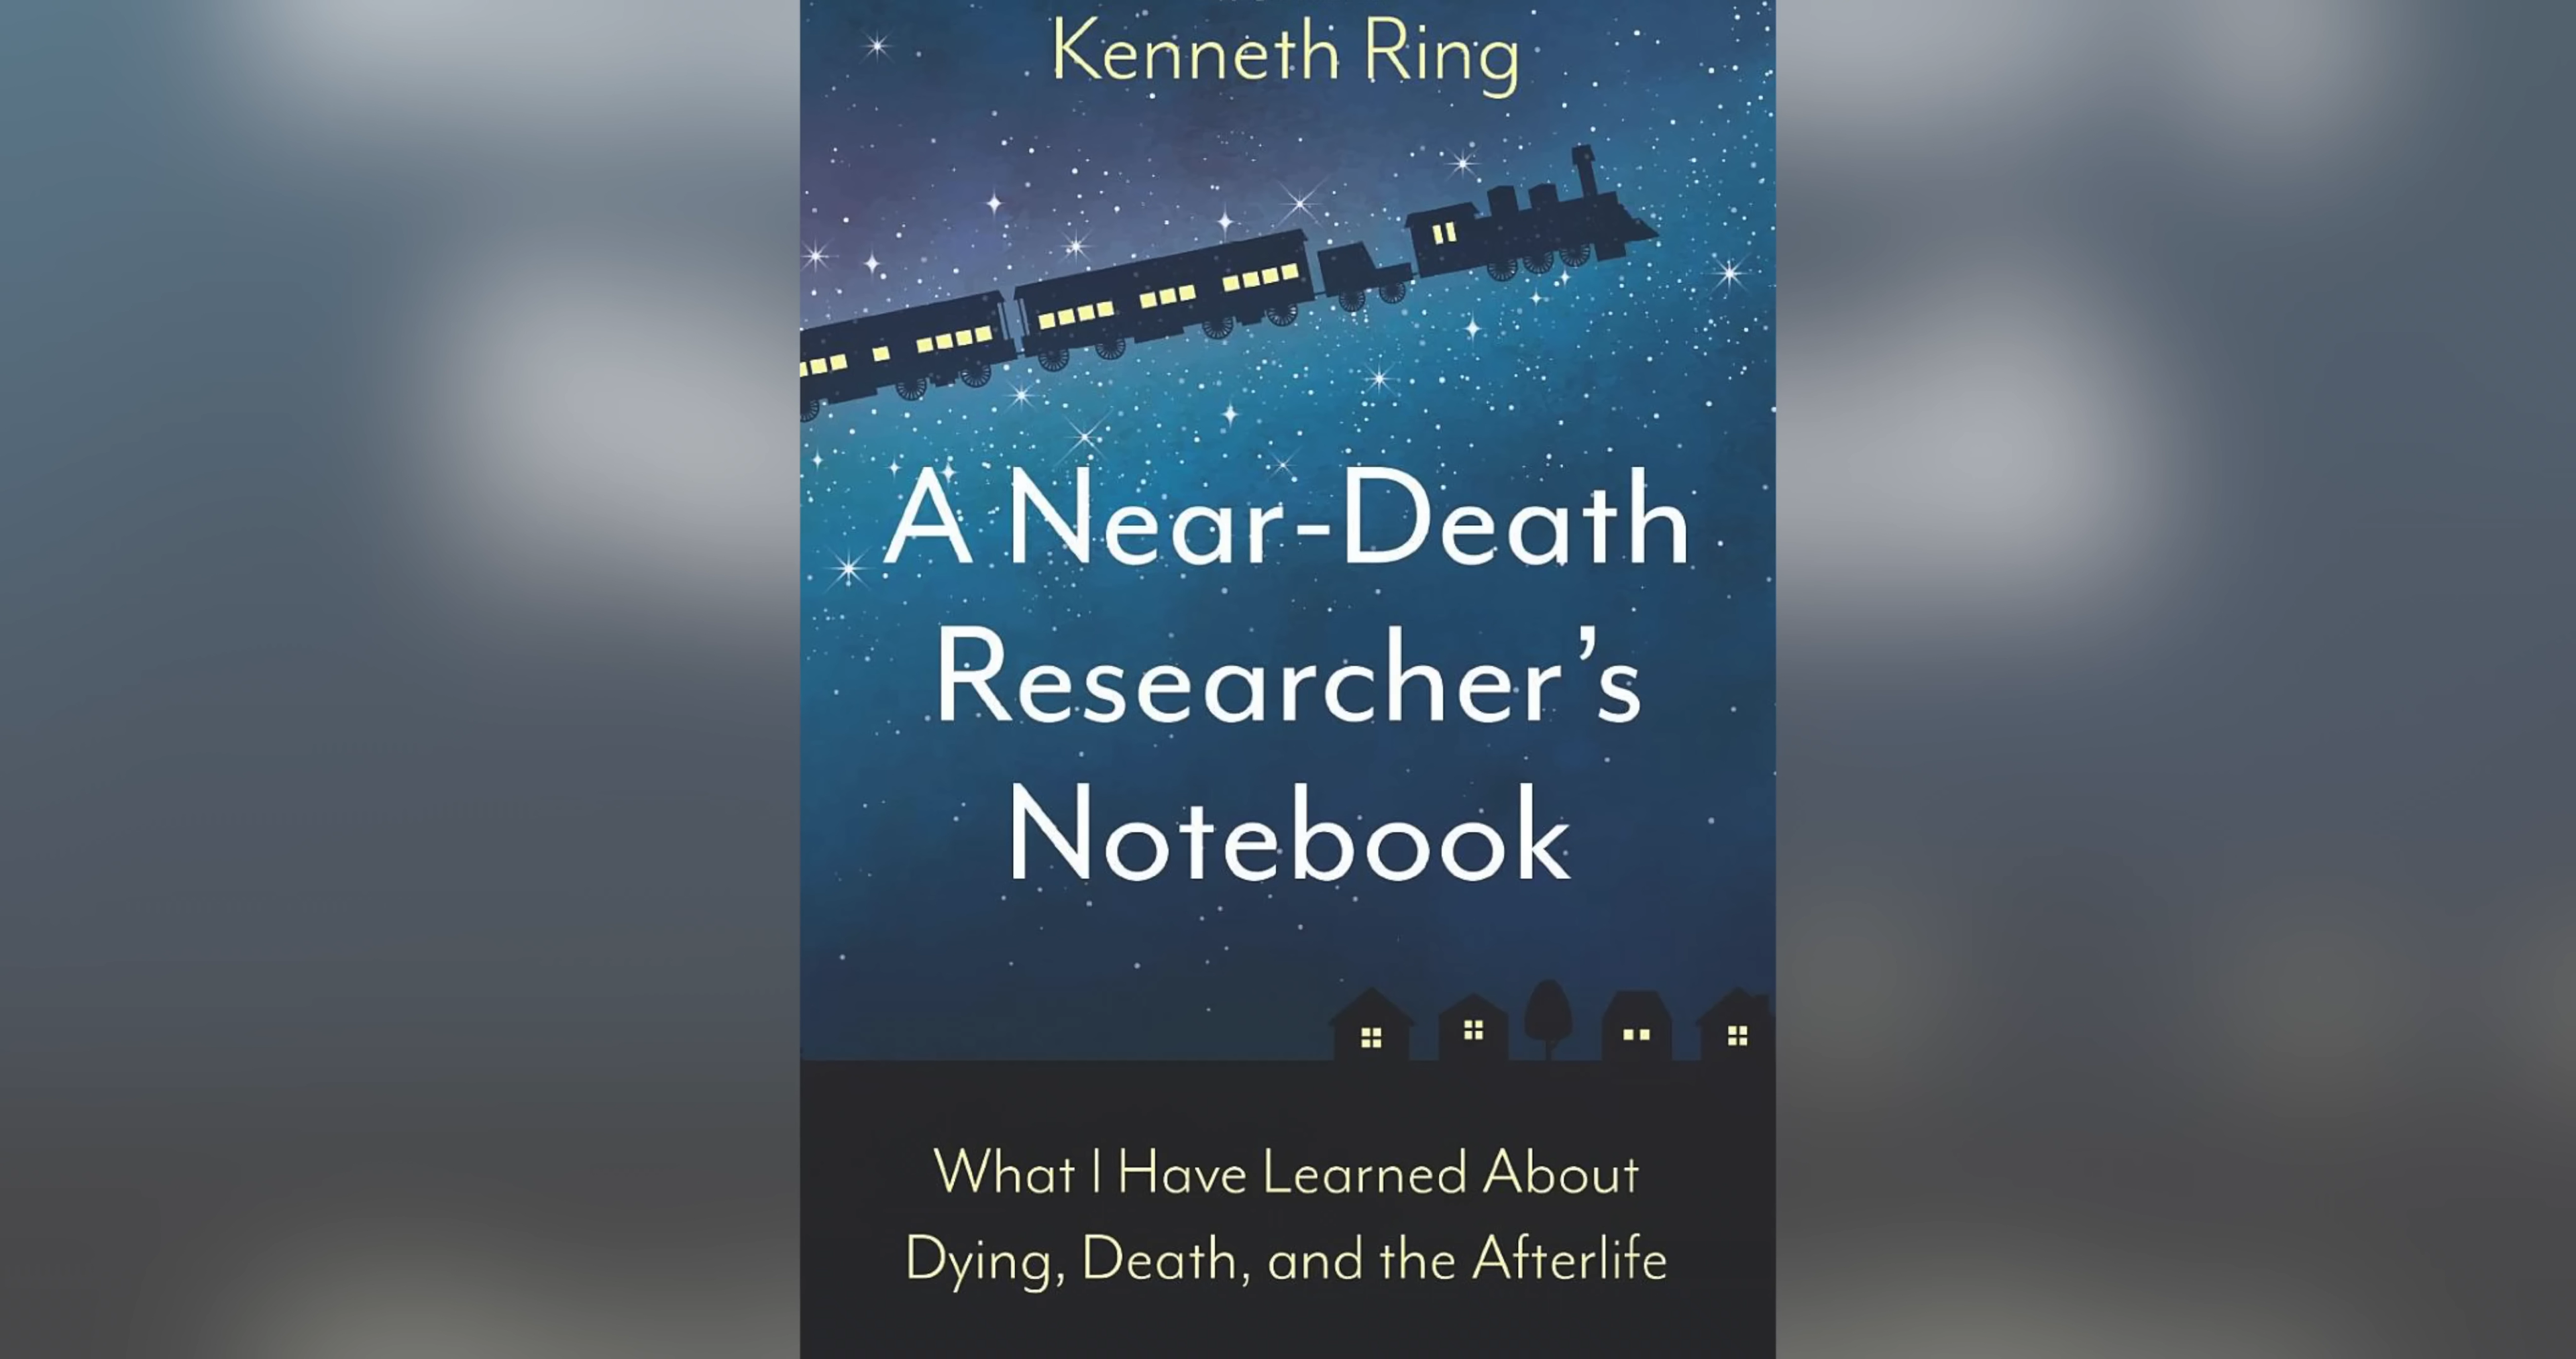 Kenneth Ring
A Near-Death
Researcher’s
Notebook
What I Have Learned About
Dying, Death, and the Afterlife